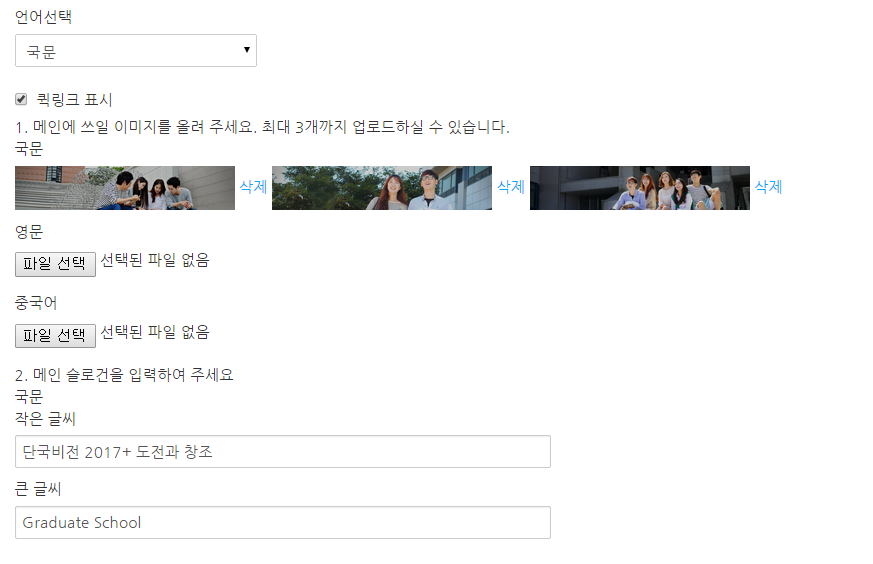 언어선택
국문
퀵링크 표시
1. 메인에 쓰일 이미지를 올려 주세요. 최대 3개까지 업로드하실 수 있습니다.
국문
삭제 삭제 삭제
영문
파일 선택 선택된 파일 없음
중국어
파일 선택 선택된 파일 없음
2. 메인 슬로건을 입력하여 주세요
국문
작은 글씨
단국비전 2017+ 도전과 창조
큰 글씨
Graduate School